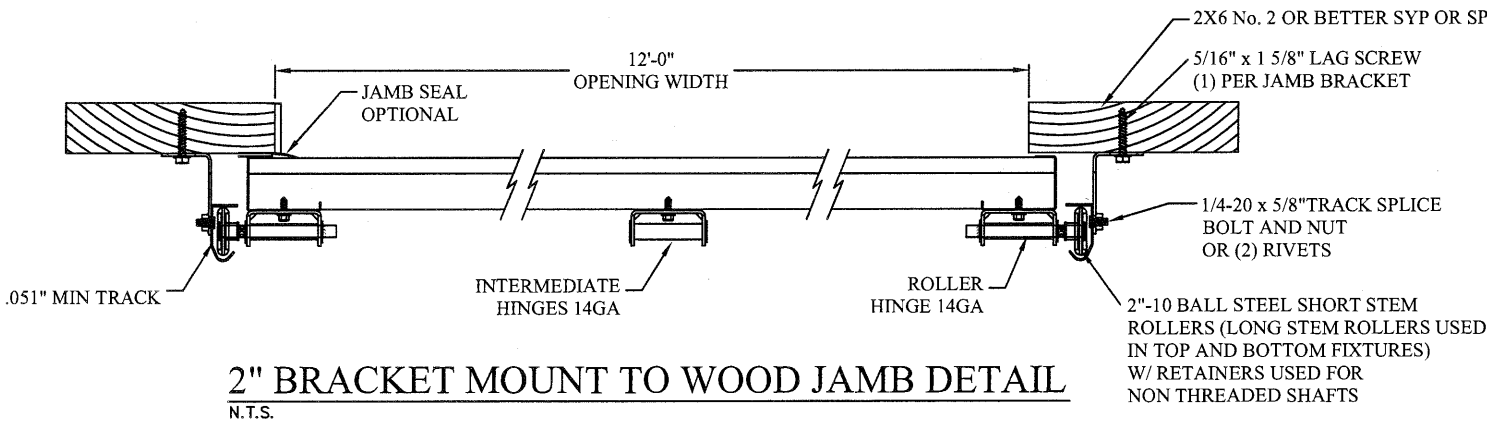 2X6 No. 2 OR BETTER SYP OR SP
12'-0"
OPENING WIDTH
5/16" x 1 5/8" LAG SCREW
(1) PER JAMB BRACKET
JAMB SEAL
OPTIONAL
1/4-20 x 5/8"TRACK SPLICE
BOLT AND NUT
OR (2) RIVETS
.051" MIN TRACK
INTERMEDIATE
HINGES 14GA
ROLLER
HINGE 14GA
2"-10 BALL STEEL SHORT STEM
ROLLERS (LONG STEM ROLLERS USED
IN TOP AND BOTTOM FIXTURES)
W/ RETAINERS USED FOR
NON THREADED SHAFTS
2" BRACKET MOUNT TO WOOD JAMB DETAIL
N.T.S.